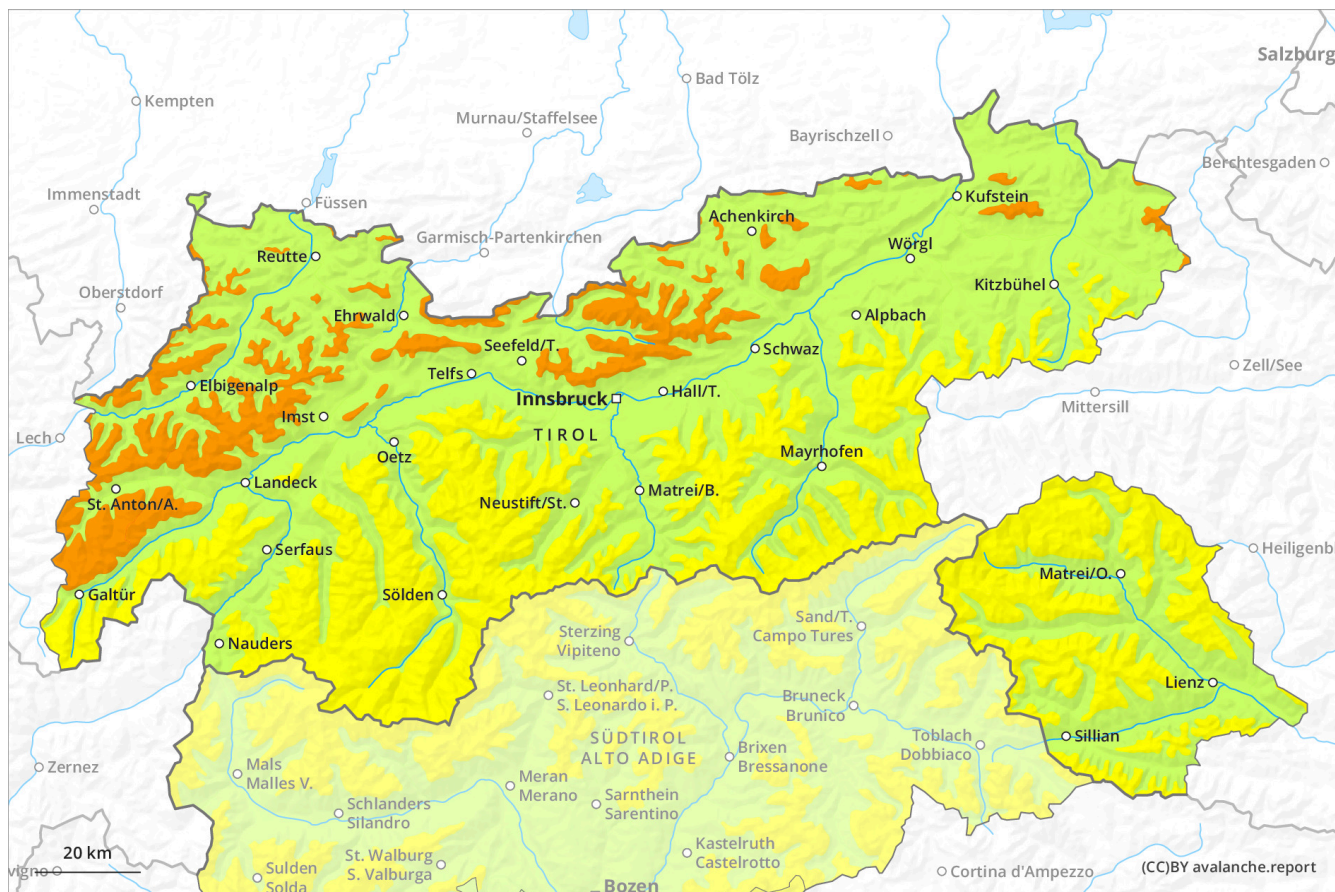 Salzburg
Kempten
Bad Tölz
Murnau/Staffelsee
Bayrischzell
Berchtesgaden
Immenstadt
Füssen
Kufstein
Achenkirch
Garmisch-Partenkirchen
Wörgl
Reutte
Oberstdorf
Kitzbühel
Ehrwald
Alpbach
Seefeld/T.
Schwaz
Zell/See
Telfs
Elbigenalp
Innsbruck
Hall/T.
Mittersill
Imst
Lech
TIROL
Oetz
Mayrhofen
Landeck
Matrei/B.
St. Anton/A.
Neustift/St.
Serfaus
Heiligenb
Matrei/O.
Galtür
Sölden
Sand/T.
Campo Tures
Sterzing
Vipiteno
Nauders
Lienz
St. Leonhard/P.
S. Leonardo i. P.
Bruneck
Brunico
SÜDTIROL
ALTO ADIGE
Toblach
Dobbiaco
Sillian
Brixen
Bressanone
Zernez
Mals
Malles V.
Meran
Merano
Sarnthein
Sarentino
Schlanders
Silandro
20 km
St. Walburg
S. Valburga
Kastelruth
Castelrotto
vigno
Sulden
Solda
Cortina d'Ampezzo
(CC)BY avalanche.report
Bozen